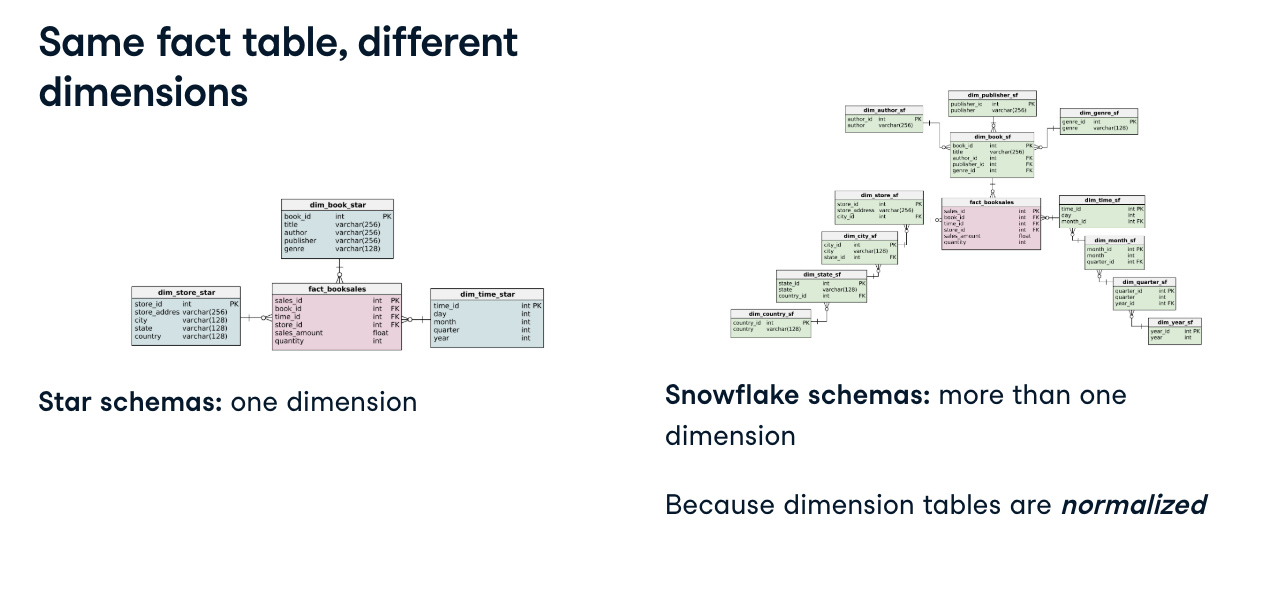 Same fact table, different
dimensions
dim_book_star
book_id int PK
title varchar(256)
author varchar(256)
publisher varchar(256)
genre varchar(128)
dim_store_star
store_id int PK
store_addres varchar(256)
city varchar(128)
state varchar(128)
country varchar(128)
fact_booksales
sales_id int PK
book_id int FK
time_id int FK
store_id int FK
sales_amount float
quantity int
dim_time_star
time_id int PK
day int
month int
quarter int
year int
Star schemas: one dimension
dim_author_sf
author_id int PK
author varchar(256)
dim_publisher_sf
publisher_id int PK
publisher varchar(256)
dim_genre_sf
genre_id int PK
genre varchar(128)
dim_book_sf
book_id int PK
title varchar(256)
author_id int FK
publisher_id int FK
genre_id int FK
dim_store_sf
store_id int PK
store_address varchar(256)
city_id int FK
dim_city_sf
city_id int PK
city varchar(128)
state_id int FK
dim_state_sf
state_id int PK
state varchar(128)
country_id int FK
dim_country_sf
country_id int PK
country varchar(128)
fact_booksales
sales_id int PK
book_id int FK
time_id int FK
store_id int FK
sales_amount float
quantity int
dim_time_sf
time_id int PK
day int
month_id int FK
dim_month_sf
month_id int PK
month int
quarter_id int FK
dim_quarter_sf
quarter_id int PK
quarter int
year_id int FK
dim_year_sf
year_id int PK
year int
Snowflake schemas: more than one
dimension
Because dimension tables are normalized